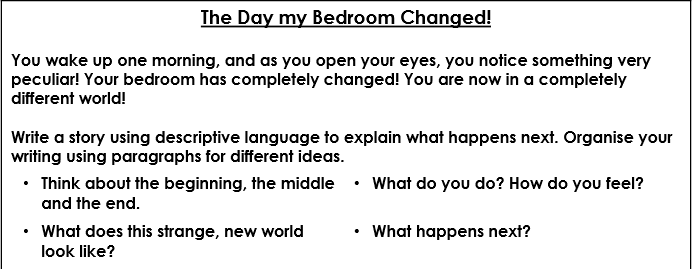 The Day my Bedroom Changed!
You wake up one morning, and as you open your eyes, you notice something very
peculiar! Your bedroom has completely changed! You are now in a completely
different world!
Write a story using descriptive language to explain what happens next. Organise your
writing using paragraphs for different ideas.
• Think about the beginning, the middle
and the end.
• What does this strange, new world
look like?
• What do you do? How do you feel?
• What happens next?